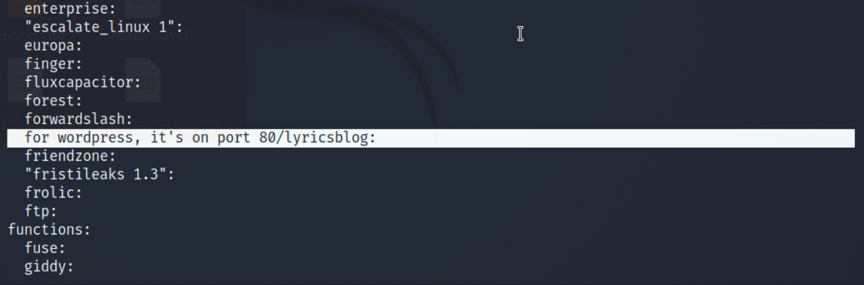 enterprise:
"escalate_linux 1":
europa:
finger:
fluxcapacitor:
forest:
forwardslash:
for wordpress, it's on port 80/lyricsblog:
friendzone:
"fristileaks 1.3":
frolic:
ftp:
functions:
fuse:
giddy: